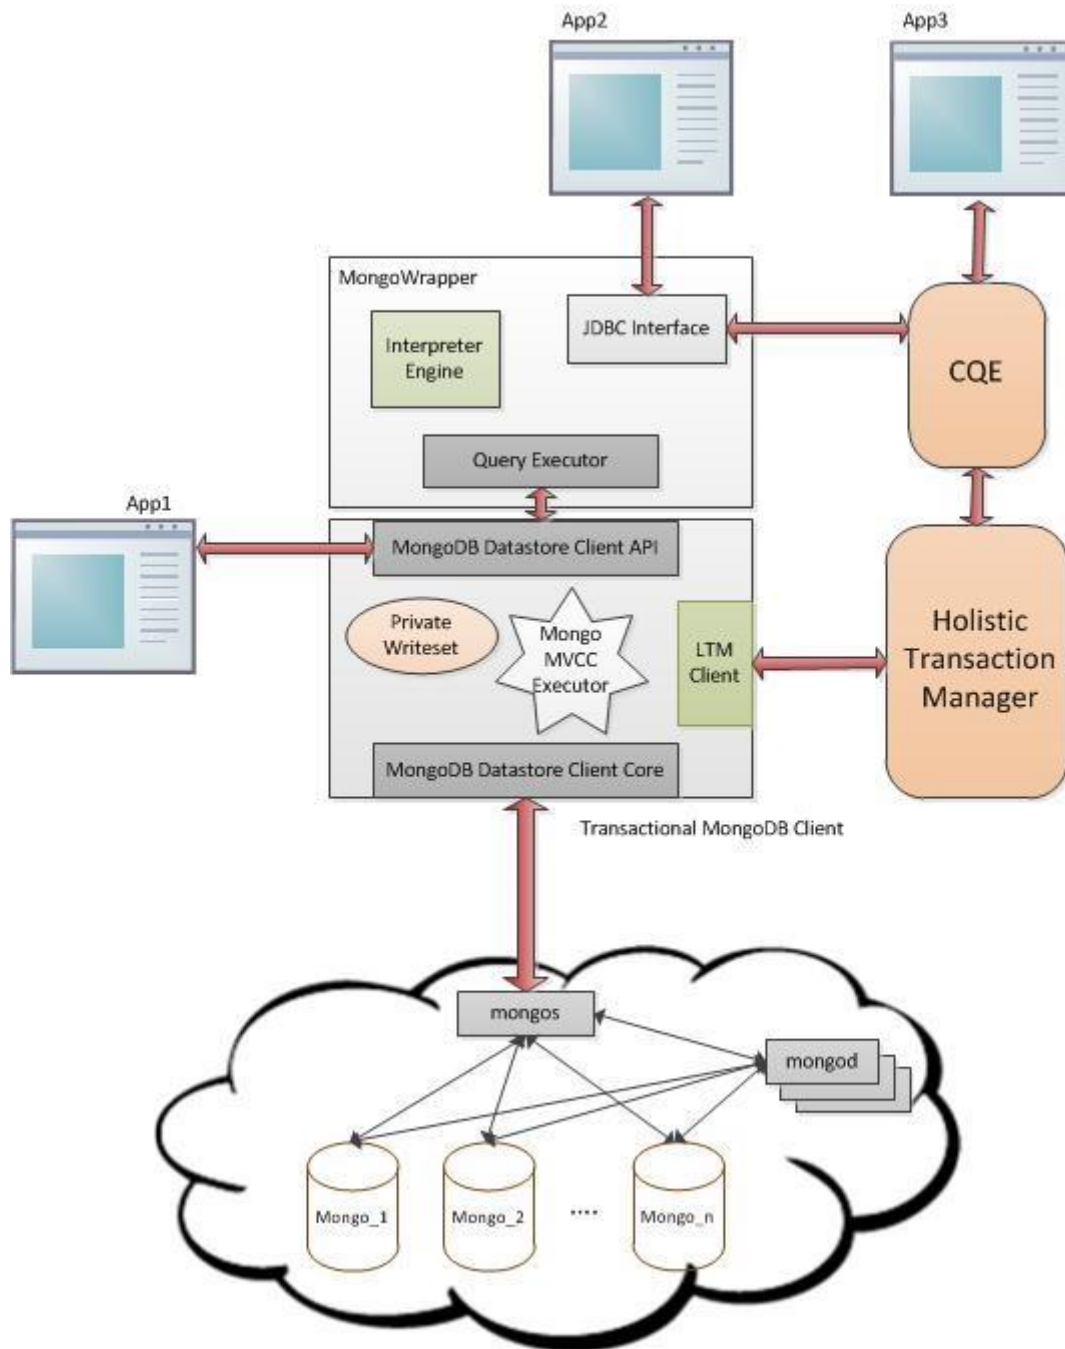 App2
App3
MongoWrapper
JDBC Interface
Interpreter
Engine
CQE
Query Executor
App1
MongoDB Datastore Client API
Private
Writeset
Mongo
MVCC
Executor
LTM
Client
Holistic
Transaction
Manager
MongoDB Datastore Client Core
Transactional MongoDB Client
mongos
mongod
Mongo_1
Mongo_2
....
Mongo_n